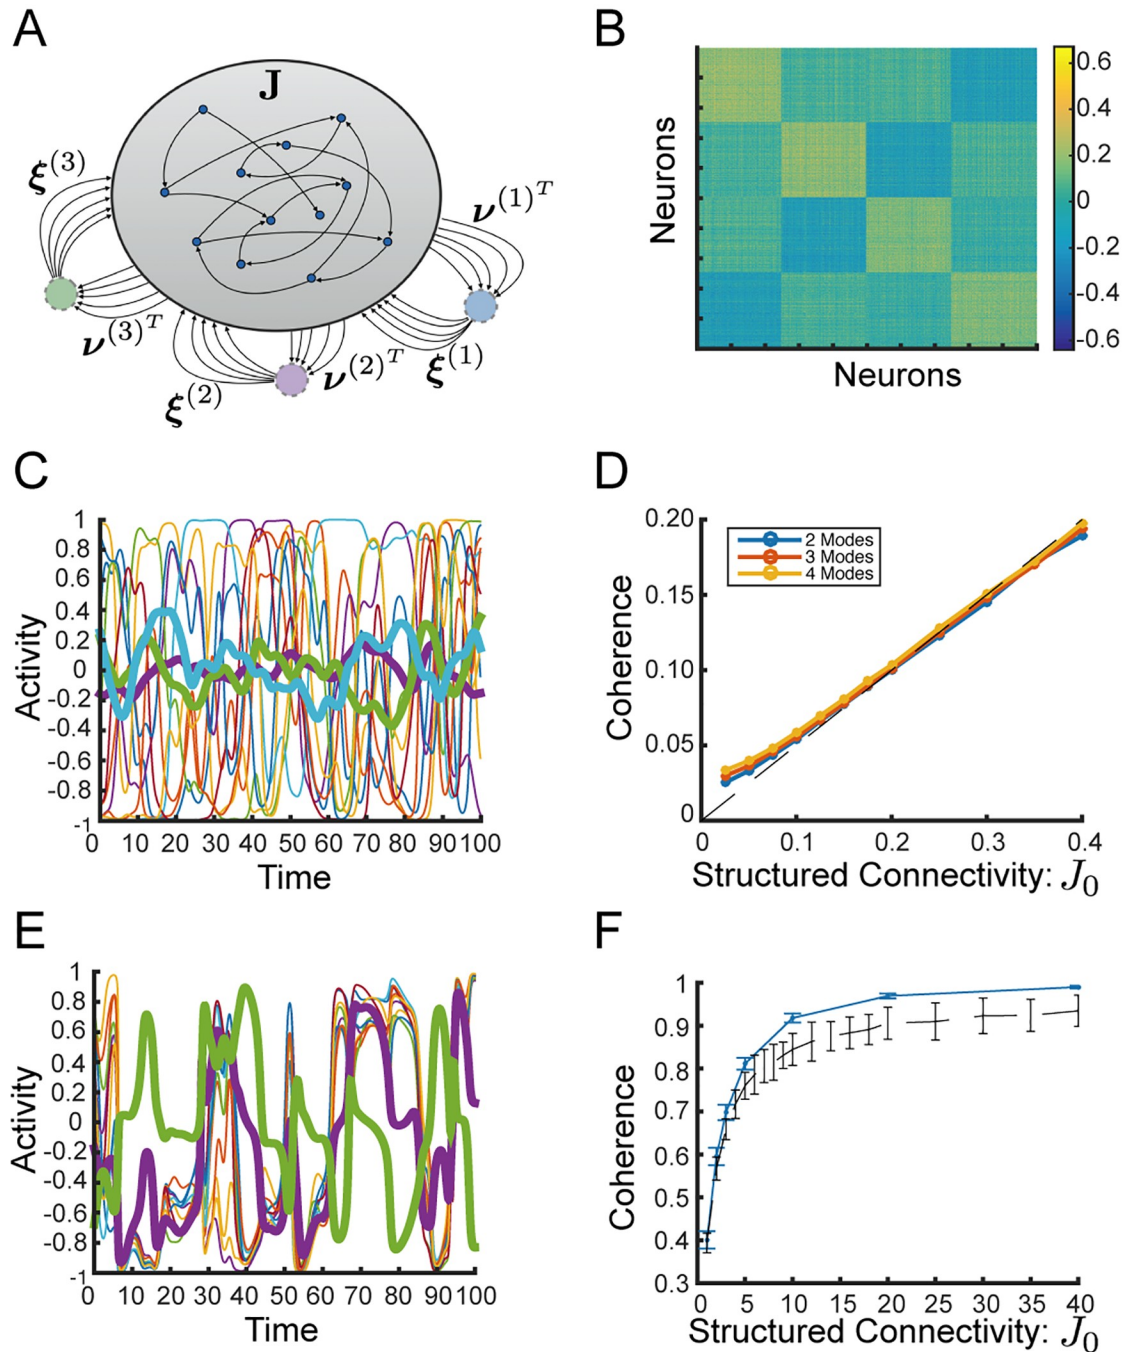 A
J
ξ(3)
ν(1)T
ν(3)T
ξ(2)
ν(2)T
ξ(1)
B
Neurons
Neurons
0.6
0.4
0.2
0
-0.2
-0.4
-0.6
C
Activity
1
0.8
0.6
0.4
0.2
0
-0.2
-0.4
-0.6
-0.8
-1
0 10 20 30 40 50 60 70 80 90 100
Time
D
Coherence
0.20
0.15
0.10
0.05
0
2 Modes
3 Modes
4 Modes
0 0.1 0.2 0.3 0.4
Structured Connectivity: J0
E
Activity
1
0.8
0.6
0.4
0.2
0
-0.2
-0.4
-0.6
-0.8
-1
0 10 20 30 40 50 60 70 80 90 100
Time
F
Coherence
1
0.9
0.8
0.7
0.6
0.5
0.4
0.3
0 5 10 15 20 25 30 35 40
Structured Connectivity: J0